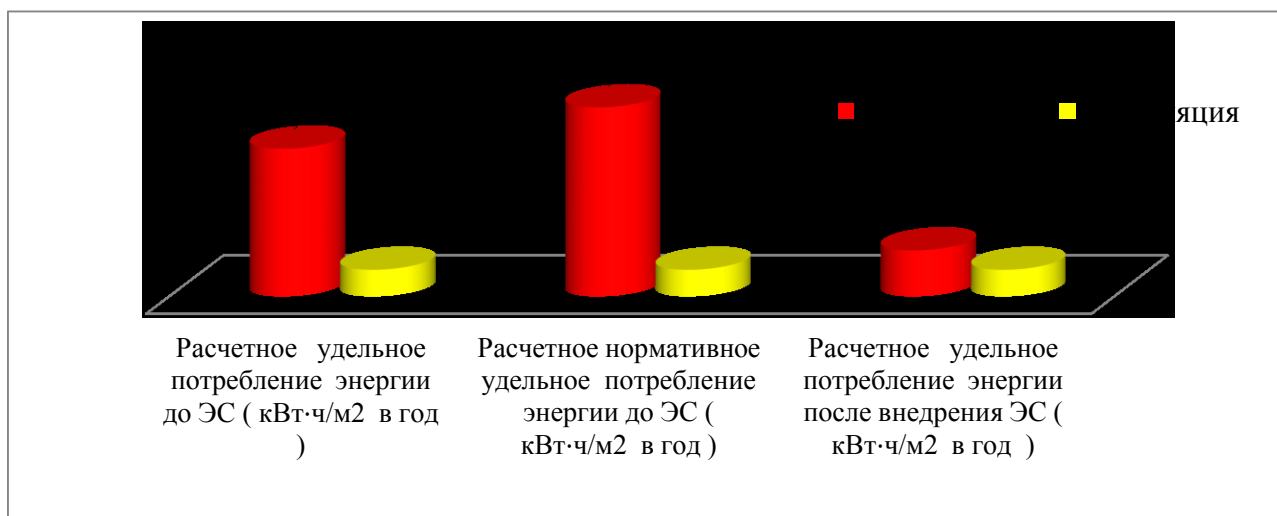 яция
Расчетное удельное
потребление энергии
до ЭС ( кВт·ч/м2 в год
)
Расчетное нормативное
удельное потребление
энергии до ЭС (
кВт·ч/м2 в год )
Расчетное удельное
потребление энергии
после внедрения ЭС (
кВт·ч/м2 в год )